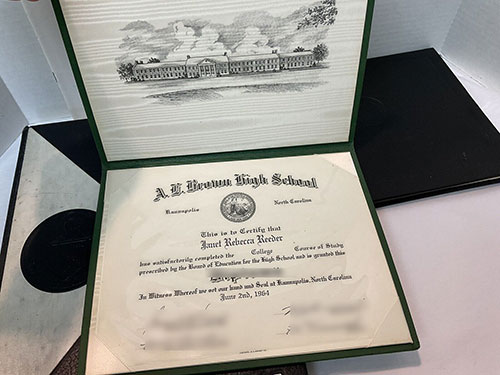 A. L. Brown High School
Kannapolis North Carolina
This is to Certify that
Janet Rebecca Reeder
has satisfactorily completed the College Course of Study
prescribed by the Board of Education for the High School and is granted this
In Witness Whereof we set our hand and Seal at Kannapolis, North Carolina
June 2nd, 1964